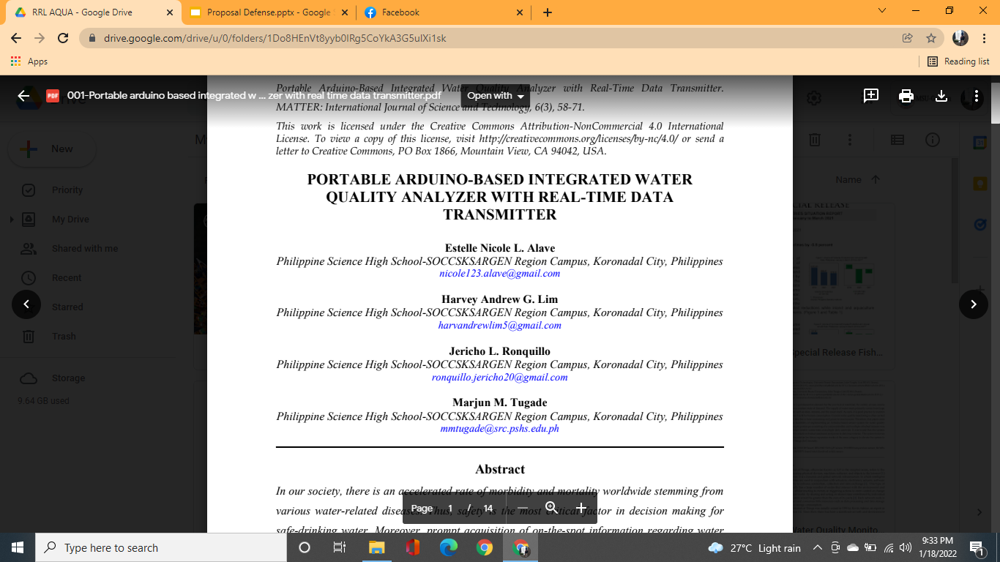 RRL AQUA - Google Drive
Proposal Defense.pptx - Google
Facebook
drive.google.com/drive/u/0/folders/1Do8HEnVt8yyb0lRg5CoYkA3G5ulXi1sk
Apps
Reading list
PDF
001-Portable arduino based integrated w ... zer with real time data transmitter.pdf
Open with
Portable Arduino-Based Integrated Water Quality Analyzer with Real-Time Data Transmitter.
MATTER: International Journal of Science and Technology, 6(3), 58-71.
This work is licensed under the Creative Commons Attribution-NonCommercial 4.0 International
License. To view a copy of this license, visit http://creativecommons.org/licenses/by-nc/4.0/ or send a
letter to Creative Commons, PO Box 1866, Mountain View, CA 94042, USA.
PORTABLE ARDUINO-BASED INTEGRATED WATER
QUALITY ANALYZER WITH REAL-TIME DATA
TRANSMITTER
Estelle Nicole L. Alave
Philippine Science High School-SOCCSKSARGEN Region Campus, Koronadal City, Philippines
nicole123.alave@gmail.com
Harvey Andrew G. Lim
Philippine Science High School-SOCCSKSARGEN Region Campus, Koronadal City, Philippines
harvandrewlim5@gmail.com
Jericho L. Ronquillo
Philippine Science High School-SOCCSKSARGEN Region Campus, Koronadal City, Philippines
ronquillo.jericho20@gmail.com
Marjun M. Tugade
Philippine Science High School-SOCCSKSARGEN Region Campus, Koronadal City, Philippines
mmtugade@src.pshs.edu.ph
Abstract
In our society, there is an accelerated rate of morbidity and mortality worldwide stemming from
various water-related diseases. Thus, safety is the most critical factor in decision making for
safe-drinking water. Moreover, prompt acquisition of on-the-spot information regarding water
Page 1 / 14
New
Priority
My Drive
Shared with me
Recent
Starred
Trash
Storage
9.64 GB used
Name
pecial Release Fish...
Water Quality Monito...
Type here to search
27°C Light rain
9:33 PM
1/18/2022
1